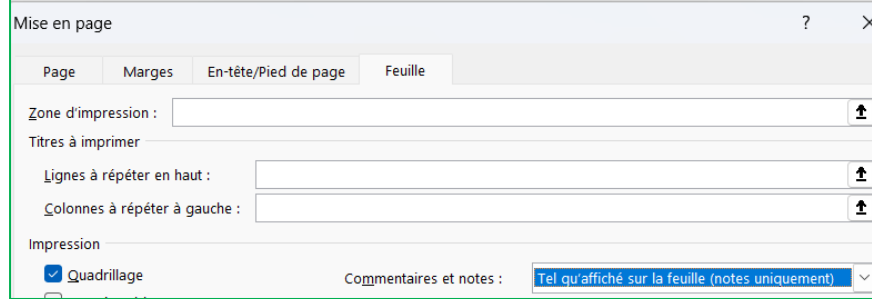 Mise en page ?
Page Marges En-tête/Pied de page Feuille
Zone d'impression :
Titres à imprimer
Lignes à répéter en haut :
Colonnes à répéter à gauche :
Impression
Quadrillage Commentaires et notes : Tel qu'affiché sur la feuille (notes uniquement)